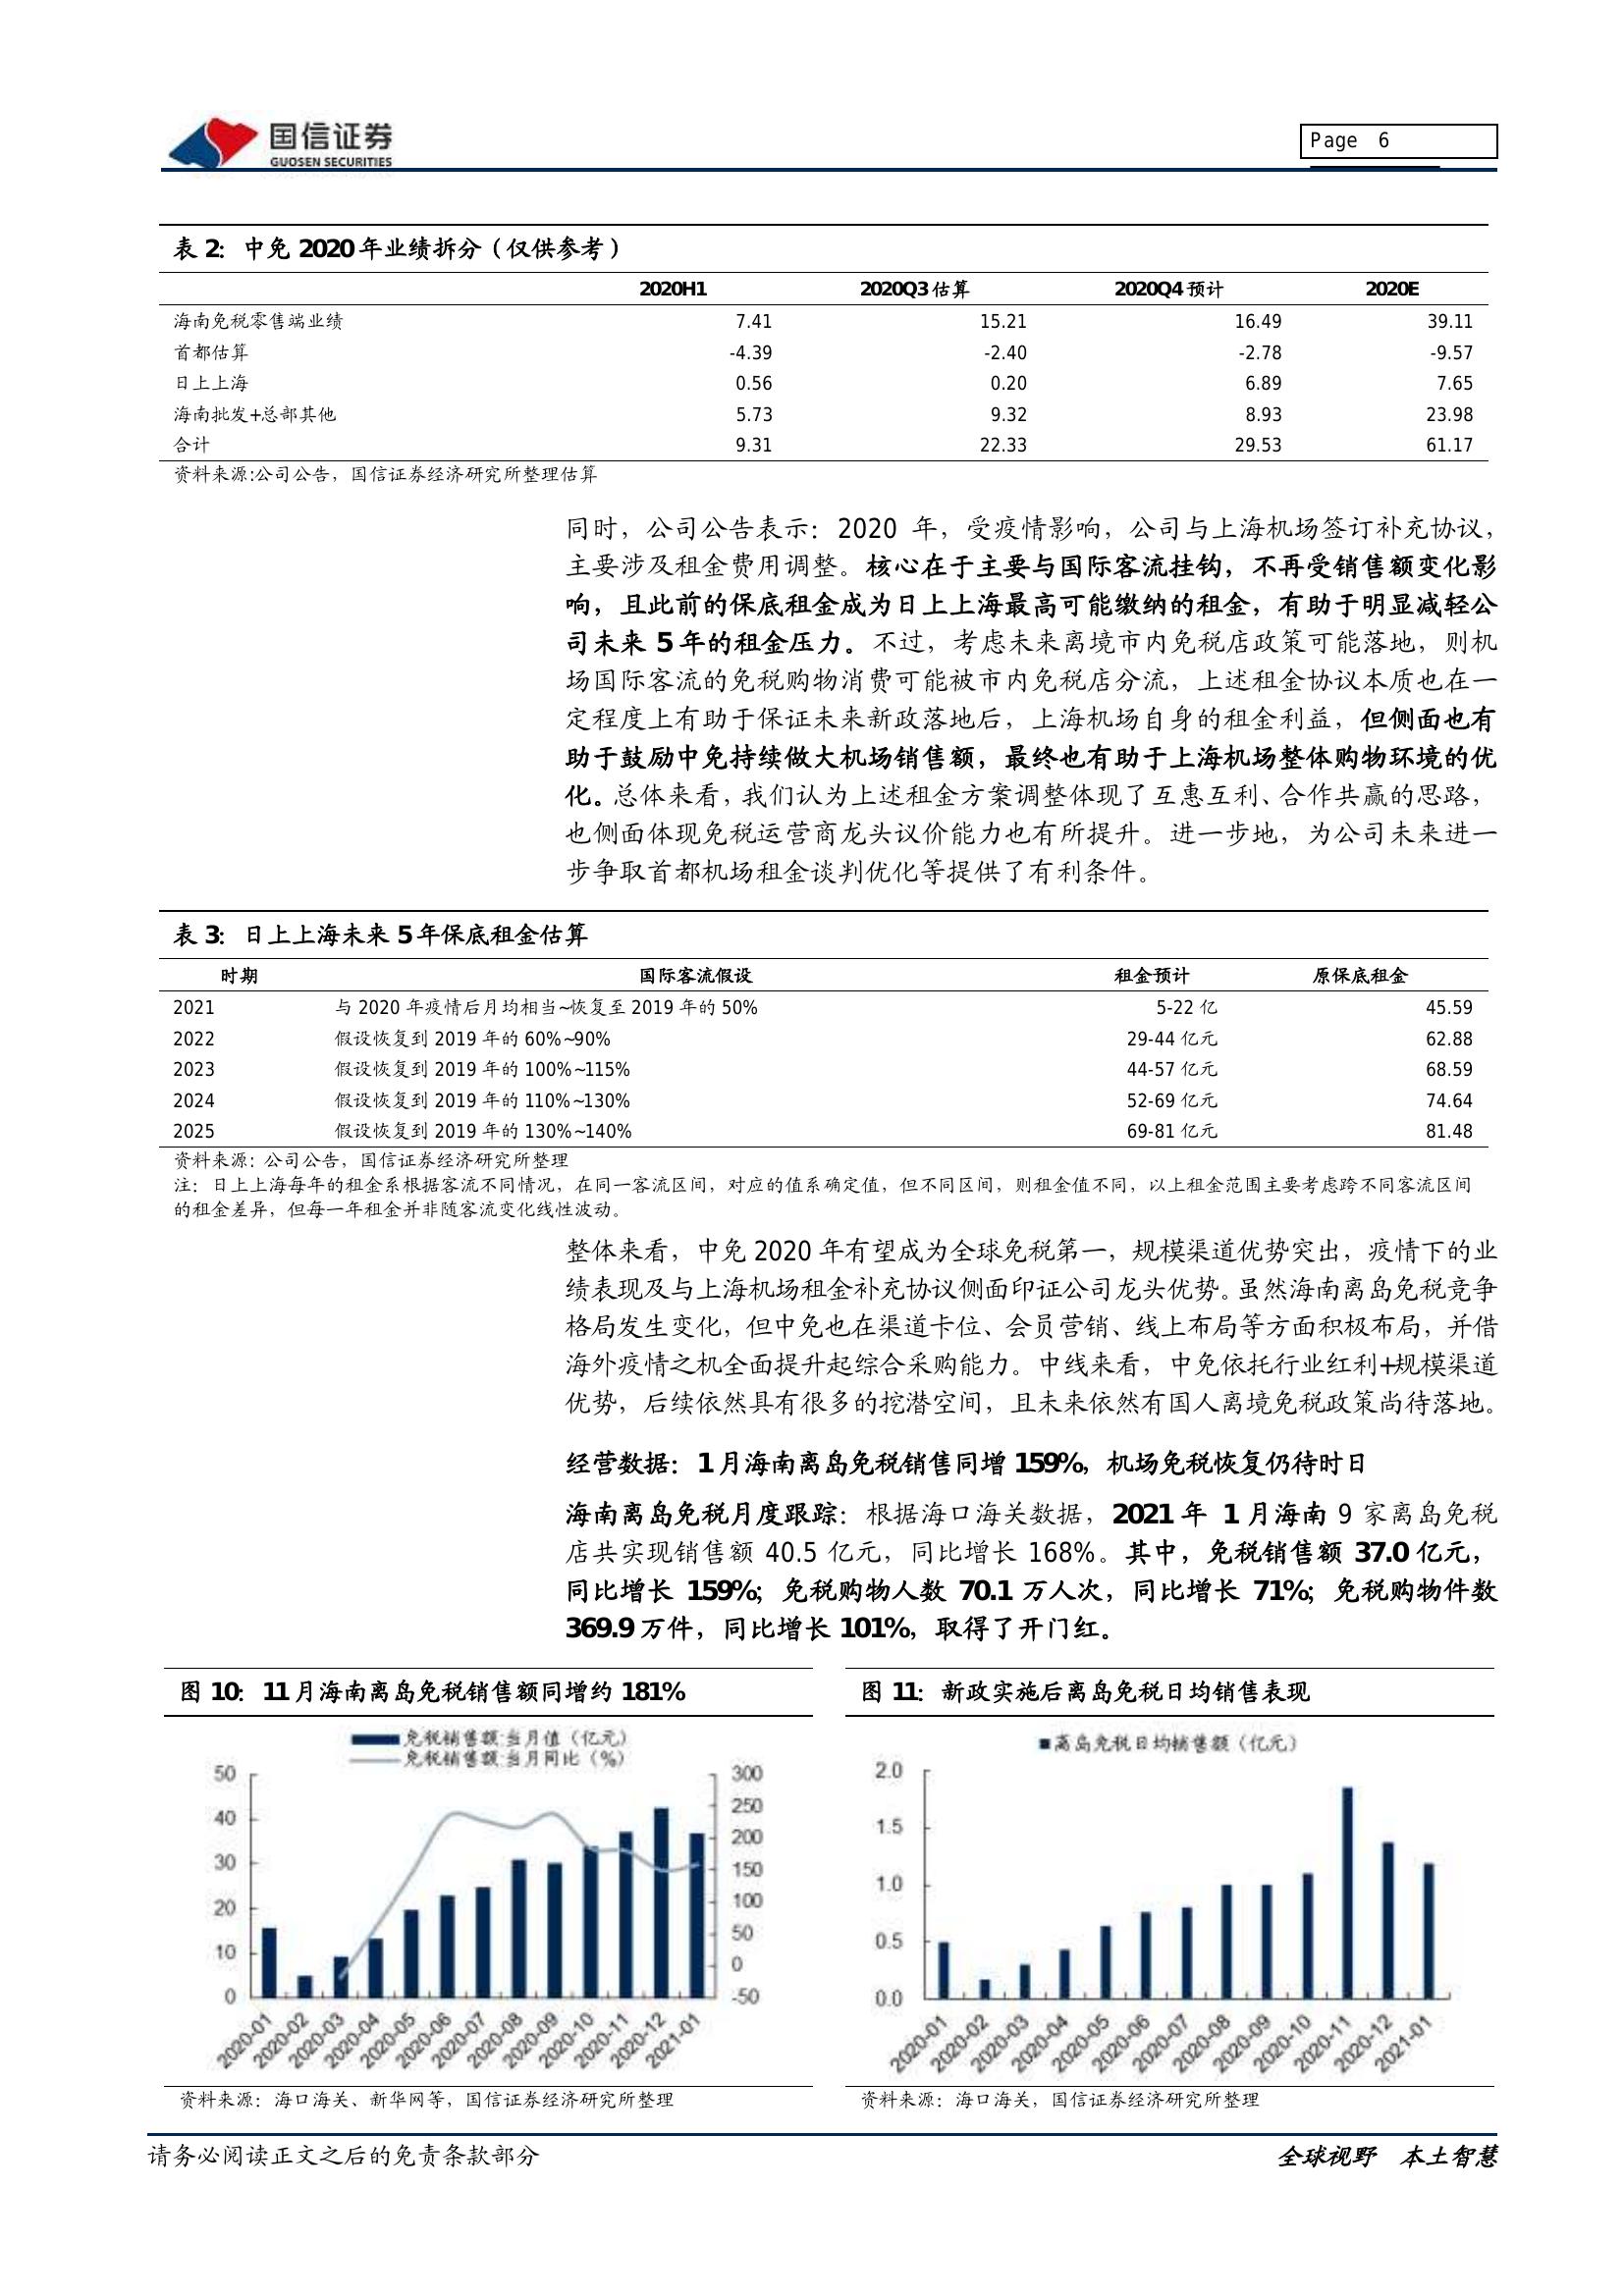 国信证券
GUOSEN SECURITIES
Page 6
表 2：中免 2020 年业绩拆分（仅供参考）
2020H1 2020Q3 估算 2020Q4 预计 2020E
海南免税零售端业绩 7.41 15.21 16.49 39.11
首都估算 -4.39 -2.40 -2.78 -9.57
日上上海 0.56 0.20 6.89 7.65
海南批发+总部其他 5.73 9.32 8.93 23.98
合计 9.31 22.33 29.53 61.17
资料来源:公司公告，国信证券经济研究所整理估算
同时，公司公告表示：2020 年，受疫情影响，公司与上海机场签订补充协议，
主要涉及租金费用调整。核心在于主要与国际客流挂钩，不再受销售额变化影
响，且此前的保底租金成为日上上海最高可能缴纳的租金，有助于明显减轻公
司未来 5 年的租金压力。不过，考虑未来离境市内免税店政策可能落地，则机
场国际客流的免税购物消费可能被市内免税店分流，上述租金协议本质也在一
定程度上有助于保证未来新政落地后，上海机场自身的租金利益，但侧面也有
助于鼓励中免持续做大机场销售额，最终也有助于上海机场整体购物环境的优
化。总体来看，我们认为上述租金方案调整体现了互惠互利、合作共赢的思路，
也侧面体现免税运营商龙头议价能力也有所提升。进一步地，为公司未来进一
步争取首都机场租金谈判优化等提供了有利条件。
表 3：日上上海未来 5 年保底租金估算
时期 国际客流假设 租金预计 原保底租金
2021 与 2020 年疫情后月均相当~恢复至 2019 年的 50% 5-22 亿 45.59
2022 假设恢复到 2019 年的 60%~90% 29-44 亿元 62.88
2023 假设恢复到 2019 年的 100%~115% 44-57 亿元 68.59
2024 假设恢复到 2019 年的 110%~130% 52-69 亿元 74.64
2025 假设恢复到 2019 年的 130%~140% 69-81 亿元 81.48
资料来源：公司公告，国信证券经济研究所整理
注：日上上海每年的租金系根据客流不同情况，在同一客流区间，对应的值系确定值，但不同区间，则租金值不同，以上租金范围主要考虑跨不同客流区间
的租金差异，但每一年租金并非随客流变化线性波动。
整体来看，中免 2020 年有望成为全球免税第一，规模渠道优势突出，疫情下的业
绩表现及与上海机场租金补充协议侧面印证公司龙头优势。虽然海南离岛免税竞争
格局发生变化，但中免也在渠道卡位、会员营销、线上布局等方面积极布局，并借
海外疫情之机全面提升起综合采购能力。中线来看，中免依托行业红利+规模渠道
优势，后续依然具有很多的挖潜空间，且未来依然有国人离境免税政策尚待落地。
经营数据：1 月海南离岛免税销售同增 159%，机场免税恢复仍待时日
海南离岛免税月度跟踪：根据海口海关数据，2021 年 1 月海南 9 家离岛免税
店共实现销售额 40.5 亿元，同比增长 168%。其中，免税销售额 37.0 亿元，
同比增长 159%；免税购物人数 70.1 万人次，同比增长 71%；免税购物件数
369.9 万件，同比增长 101%，取得了开门红。
图 10：11 月海南离岛免税销售额同增约 181%
免税销售额:当月值（亿元）
免税销售额:当月同比（%）
50 300
250
40 200
30 150
20 100
50
10 0
0 -50
2020-01 2020-02 2020-03 2020-04 2020-05 2020-06 2020-07 2020-08 2020-09 2020-10 2020-11 2020-12 2021-01
资料来源：海口海关、新华网等，国信证券经济研究所整理
图 11：新政实施后离岛免税日均销售表现
离岛免税日均销售额（亿元）
2.0
1.5
1.0
0.5
0.0
2020-01 2020-02 2020-03 2020-04 2020-05 2020-06 2020-07 2020-08 2020-09 2020-10 2020-11 2020-12 2021-01
资料来源：海口海关，国信证券经济研究所整理
请务必阅读正文之后的免责条款部分
全球视野 本土智慧